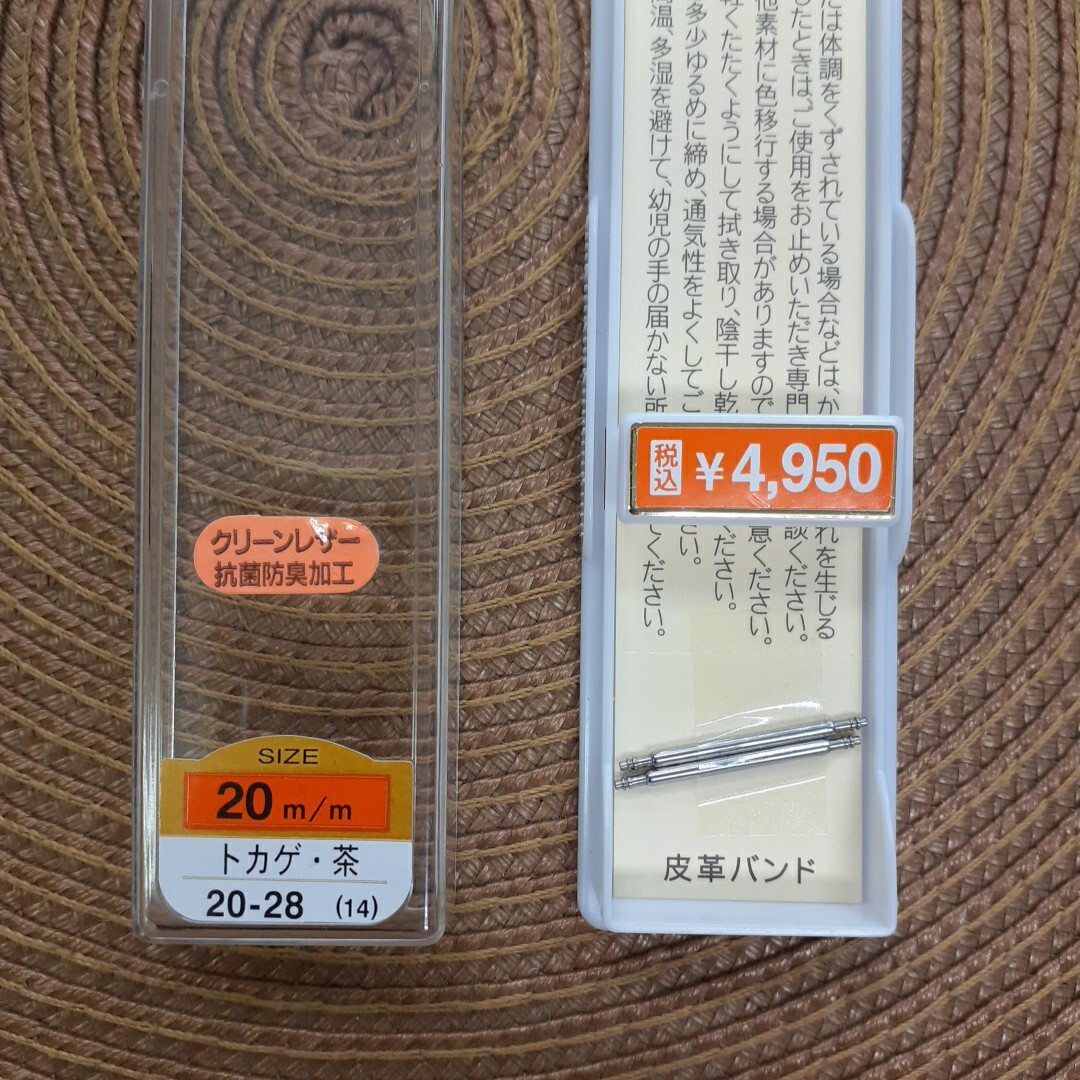 クリーンレザー
抗菌防臭加工
SIZE
20 m/m
トカゲ・茶
20-28 (14)
たは体調をくずされている場合などは、か
れを生じる
したときは、ご使用をお止めいただき専門
談ください。
他素材に色移行する場合がありますので
意ください。
軽くたたくようにして拭き取り、陰干し乾
ください。
多少ゆるめに締め、通気性をよくしてご
さい。
温、多湿を避けて、幼児の手の届かない所
てください。
税込 ¥4,950
皮革バンド